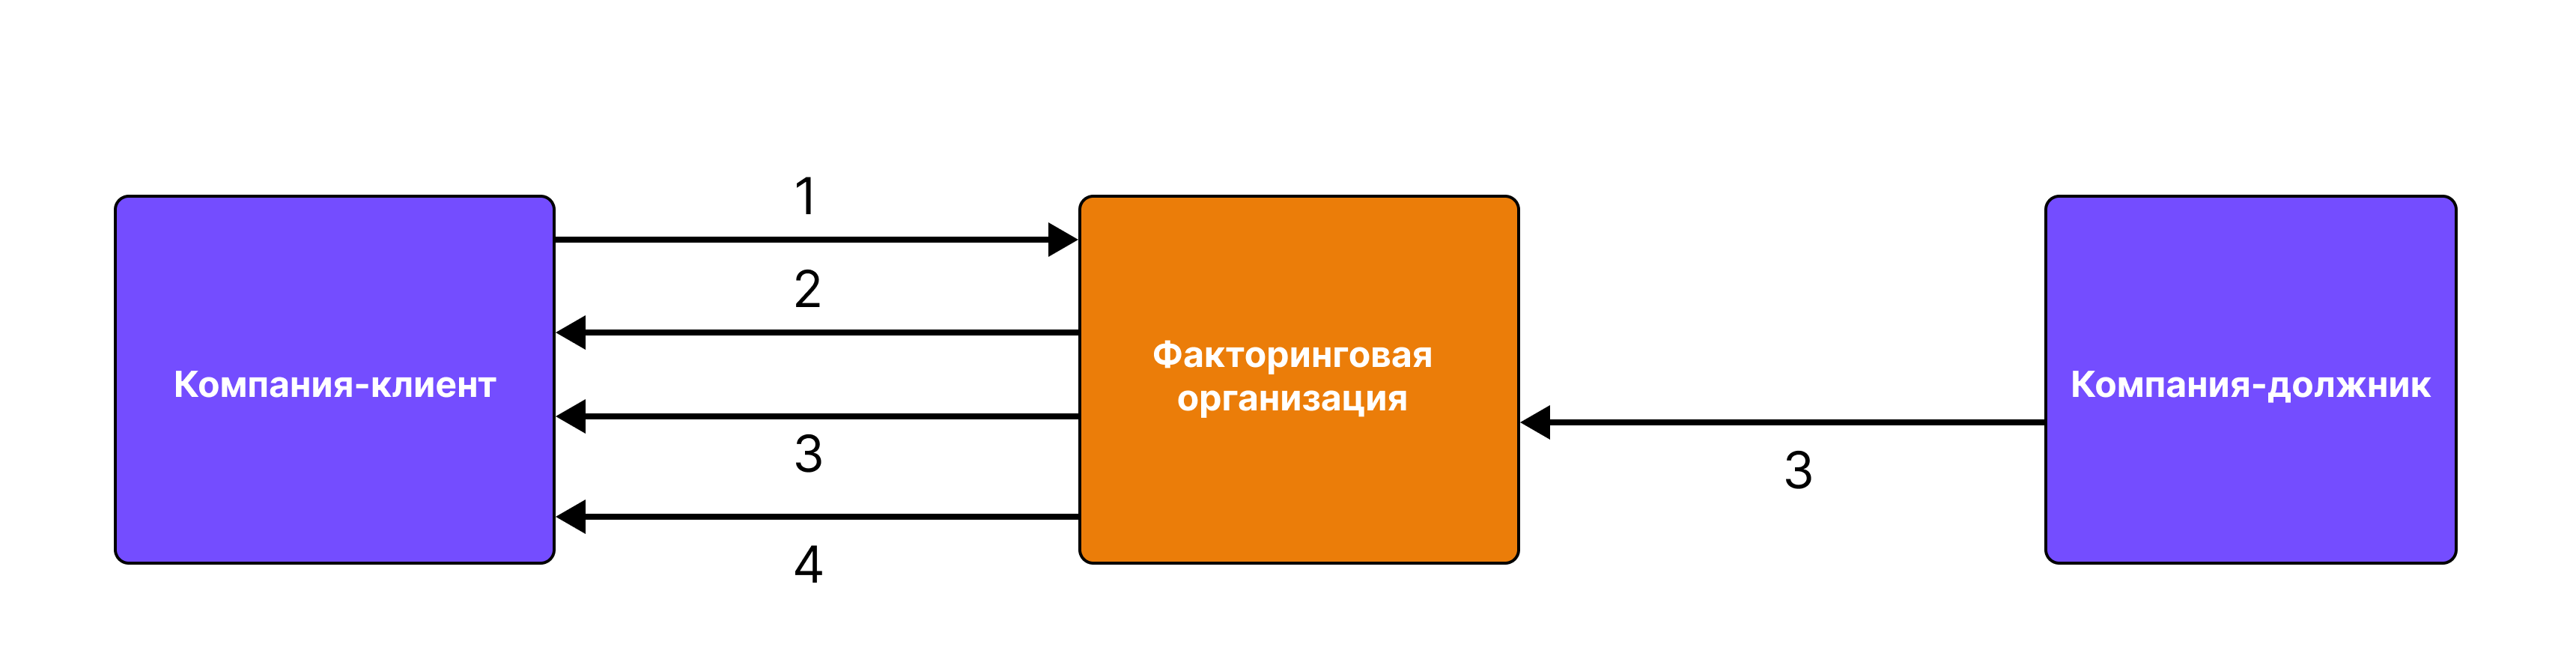 1
2
Компания-клиент
Факторинговая
организация
Компания-должник
3
3
4